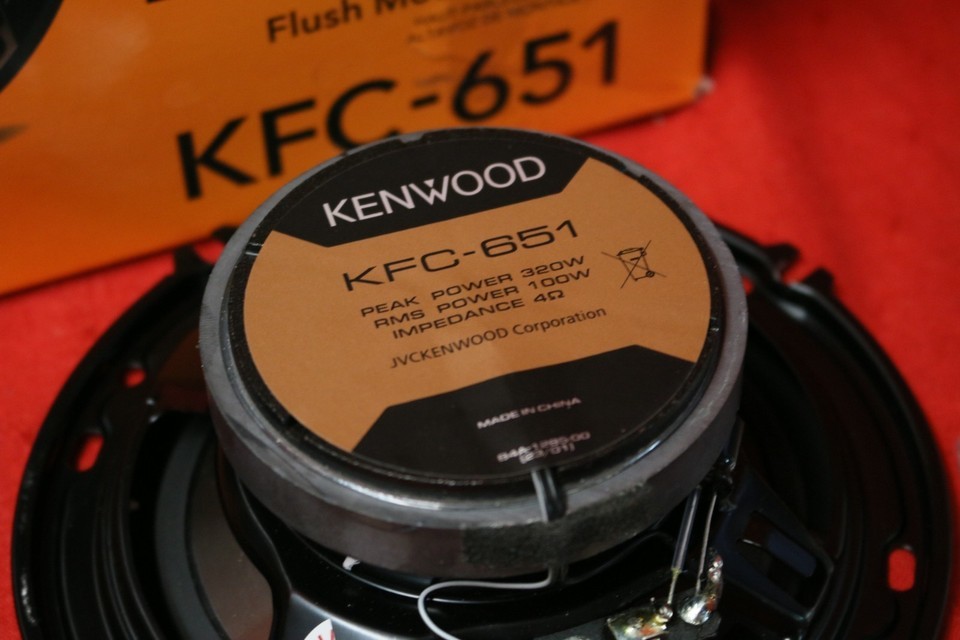 Flush Mo
KFC-651
KENWOOD
KFC-651
PEAK POWER 320W
RMS POWER 100W
IMPEDANCE 4Ω
JVCKENWOOD Corporation
MADE IN CHINA